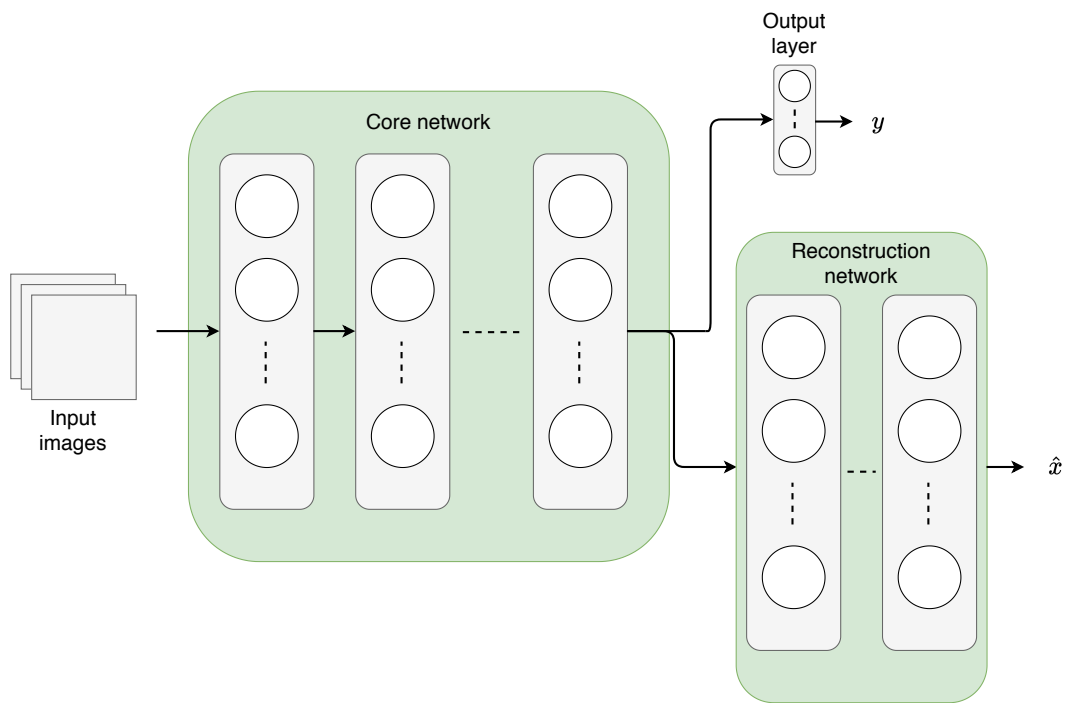 Output
layer
y
Core network
Reconstruction
network
Input
images
x̂